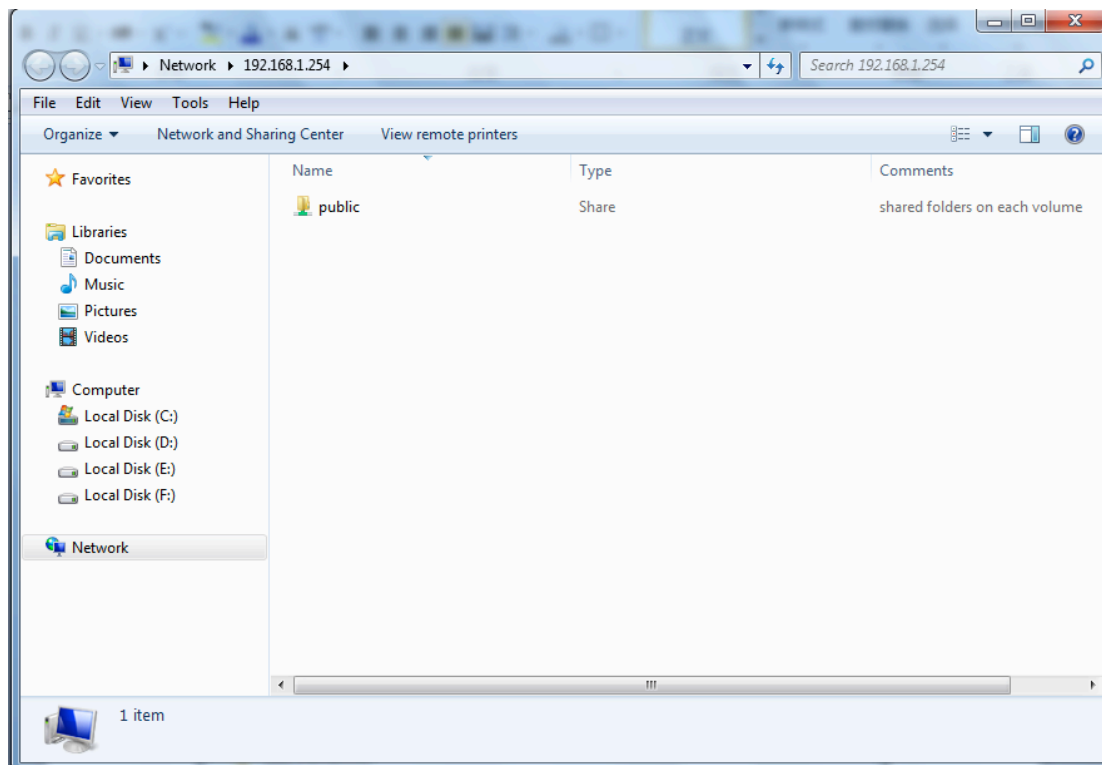 Network 192.168.1.254
Search 192.168.1.254
File Edit View Tools Help
Organize Network and Sharing Center View remote printers
Name Type Comments
Favorites
public Share shared folders on each volume
Libraries
Documents
Music
Pictures
Videos
Computer
Local Disk (C:)
Local Disk (D:)
Local Disk (E:)
Local Disk (F:)
Network
1 item